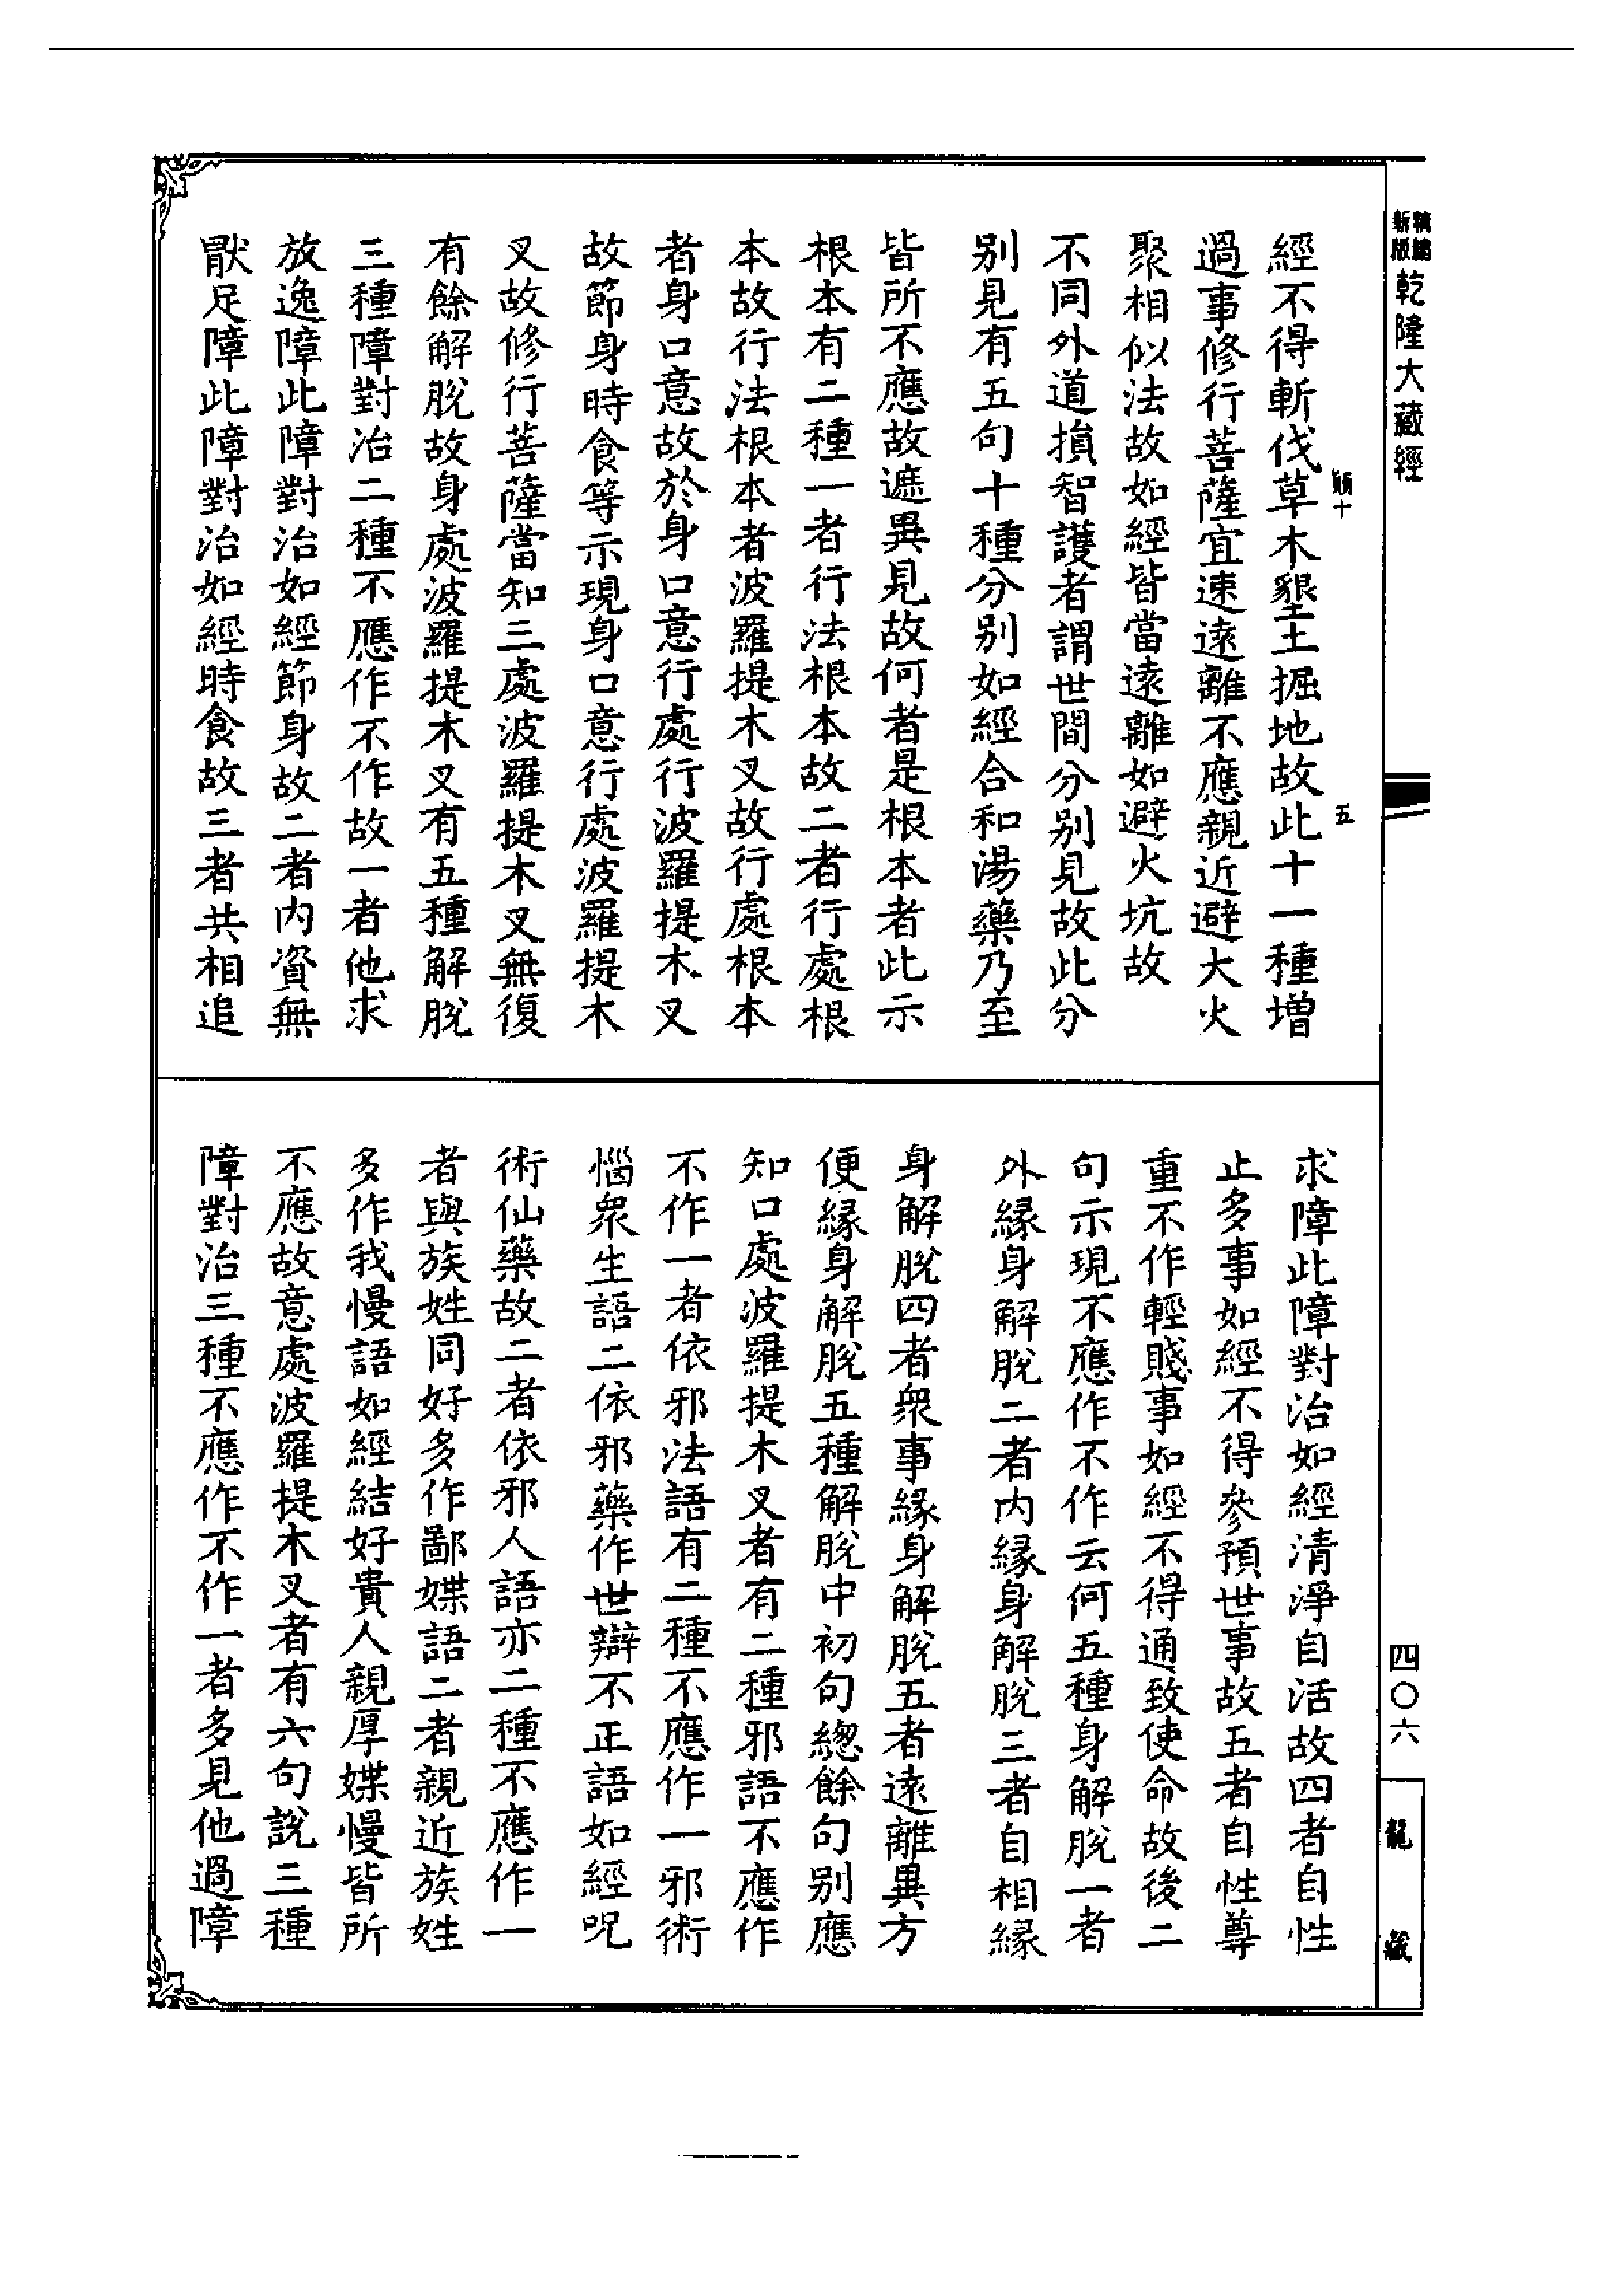 新版精編乾隆大藏經
十
五
經不得斬伐草木墾土掘地故此十一種增
過事修行菩薩宜速遠離不應親近避大火
聚相似法故如經皆當遠離如避火坑故
不同外道損智護者謂世間分別見故此分
別見有五句十種分別如經合和湯藥乃至
皆所不應故遮異見故何者是根本者此示
根本有二種一者行法根本故二者行處根
本故行法根本者波羅提木叉故行處根本
者身口意故於身口意行處行波羅提木叉
故節身時食等示現身口意行處波羅提木
叉故修行菩薩當知三處波羅提木叉無復
有餘解脫故身處波羅提木叉有五種解脫
三種障對治二種不應作不作故一者他求
放逸障此障對治如經節身故二者內資無
猒足障此障對治如經時食故三者共相追
求障此障對治如經清淨自活故四者自性
止多事如經不得參預世事故五者自性尊
重不作輕賤事如經不得通致使命故後二
句示現不應作不作云何五種身解脫一者
外緣身解脫二者內緣身解脫三者自相緣
身解脫四者衆事緣身解脫五者遠離異方
便緣身解脫五種解脫中初句總餘句別應
知口處波羅提木叉者有二種邪語不應作
不作一者依邪法語有二種不應作一邪術
惱眾生語二依邪藥作世辯不正語如經呪
術仙藥故二者依邪人語亦二種不應作一
者與族姓同好多作鄙媟語二者親近族姓
多作我慢語如經結好貴人親厚媟慢皆所
不應故意處波羅提木叉者有六句說三種
障對治三種不應作不作一者多見他過障
四〇六
龍藏